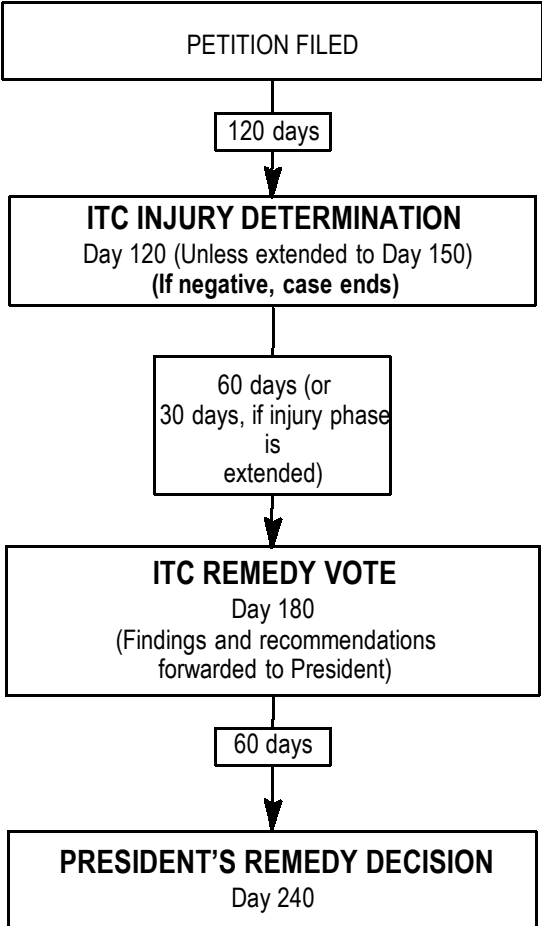 PETITION FILED
120 days
ITC INJURY DETERMINATION
Day 120 (Unless extended to Day 150)
(If negative, case ends)
60 days (or
30 days, if injury phase
is
extended)
ITC REMEDY VOTE
Day 180
(Findings and recommendations
forwarded to President)
60 days
PRESIDENT’S REMEDY DECISION
Day 240